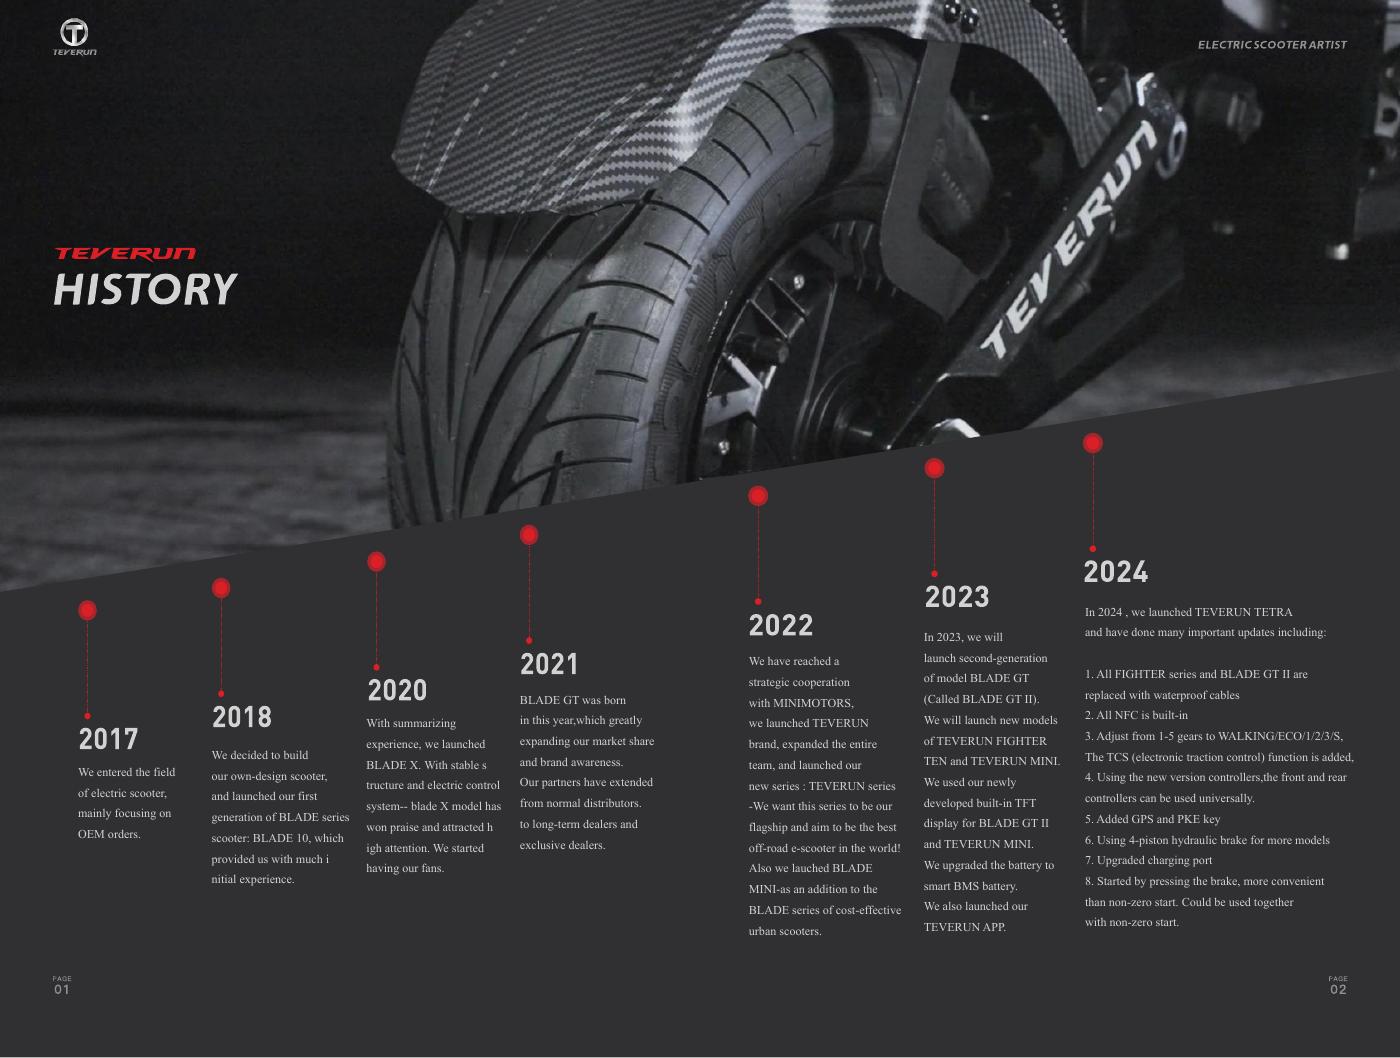 TEVERUN
ELECTRIC SCOOTER ARTIST
TEVERUN
TEVERUN
HISTORY
2017
We entered the field
of electric scooter,
mainly focusing on
OEM orders.
2018
We decided to build
our own-design scooter,
and launched our first
generation of BLADE series
scooter: BLADE 10, which
provided us with much i
nitial experience.
2020
With summarizing
experience, we launched
BLADE X. With stable s
tructure and electric control
system-- blade X model has
won praise and attracted h
igh attention. We started
having our fans.
2021
BLADE GT was born
in this year,which greatly
expanding our market share
and brand awareness.
Our partners have extended
from normal distributors.
to long-term dealers and
exclusive dealers.
2022
We have reached a
strategic cooperation
with MINIMOTORS,
we launched TEVERUN
brand, expanded the entire
team, and launched our
new series : TEVERUN series
-We want this series to be our
flagship and aim to be the best
off-road e-scooter in the world!
Also we lauched BLADE
MINI-as an addition to the
BLADE series of cost-effective
urban scooters.
2023
In 2023, we will
launch second-generation
of model BLADE GT
(Called BLADE GT II).
We will launch new models
of TEVERUN FIGHTER
TEN and TEVERUN MINI.
We used our newly
developed built-in TFT
display for BLADE GT II
and TEVERUN MINI.
We upgraded the battery to
smart BMS battery.
We also launched our
TEVERUN APP.
2024
In 2024 , we launched TEVERUN TETRA
and have done many important updates including:
1. All FIGHTER series and BLADE GT II are
replaced with waterproof cables
2. All NFC is built-in
3. Adjust from 1-5 gears to WALKING/ECO/1/2/3/S,
The TCS (electronic traction control) function is added,
4. Using the new version controllers,the front and rear
controllers can be used universally.
5. Added GPS and PKE key
6. Using 4-piston hydraulic brake for more models
7. Upgraded charging port
8. Started by pressing the brake, more convenient
than non-zero start. Could be used together
with non-zero start.
PAGE
01
PAGE
02